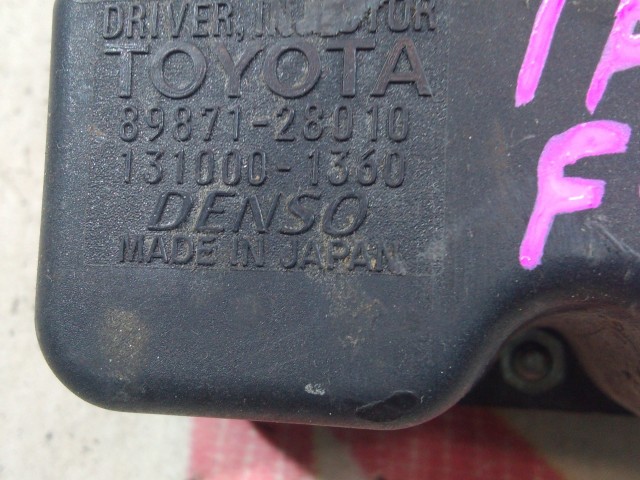 DRIVER, INJECTOR
TOYOTA
89871-28010
131000-1360
DENSO
MADE IN JAPAN
F